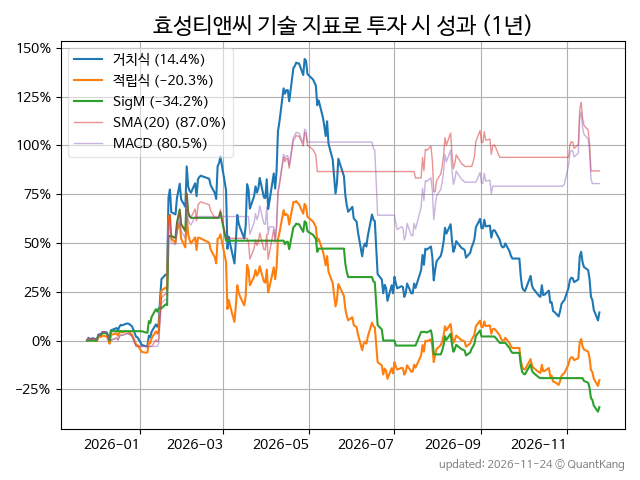 효성티앤씨 기술 지표로 투자 시 성과 (1년)
150%
125%
100%
75%
50%
25%
0%
−25%
거치식 (14.4%)
적립식 (−20.3%)
SigM (−34.2%)
SMA(20) (87.0%)
MACD (80.5%)
2026-01
2026-03
2026-05
2026-07
2026-09
2026-11
updated: 2026-11-24 © QuantKang